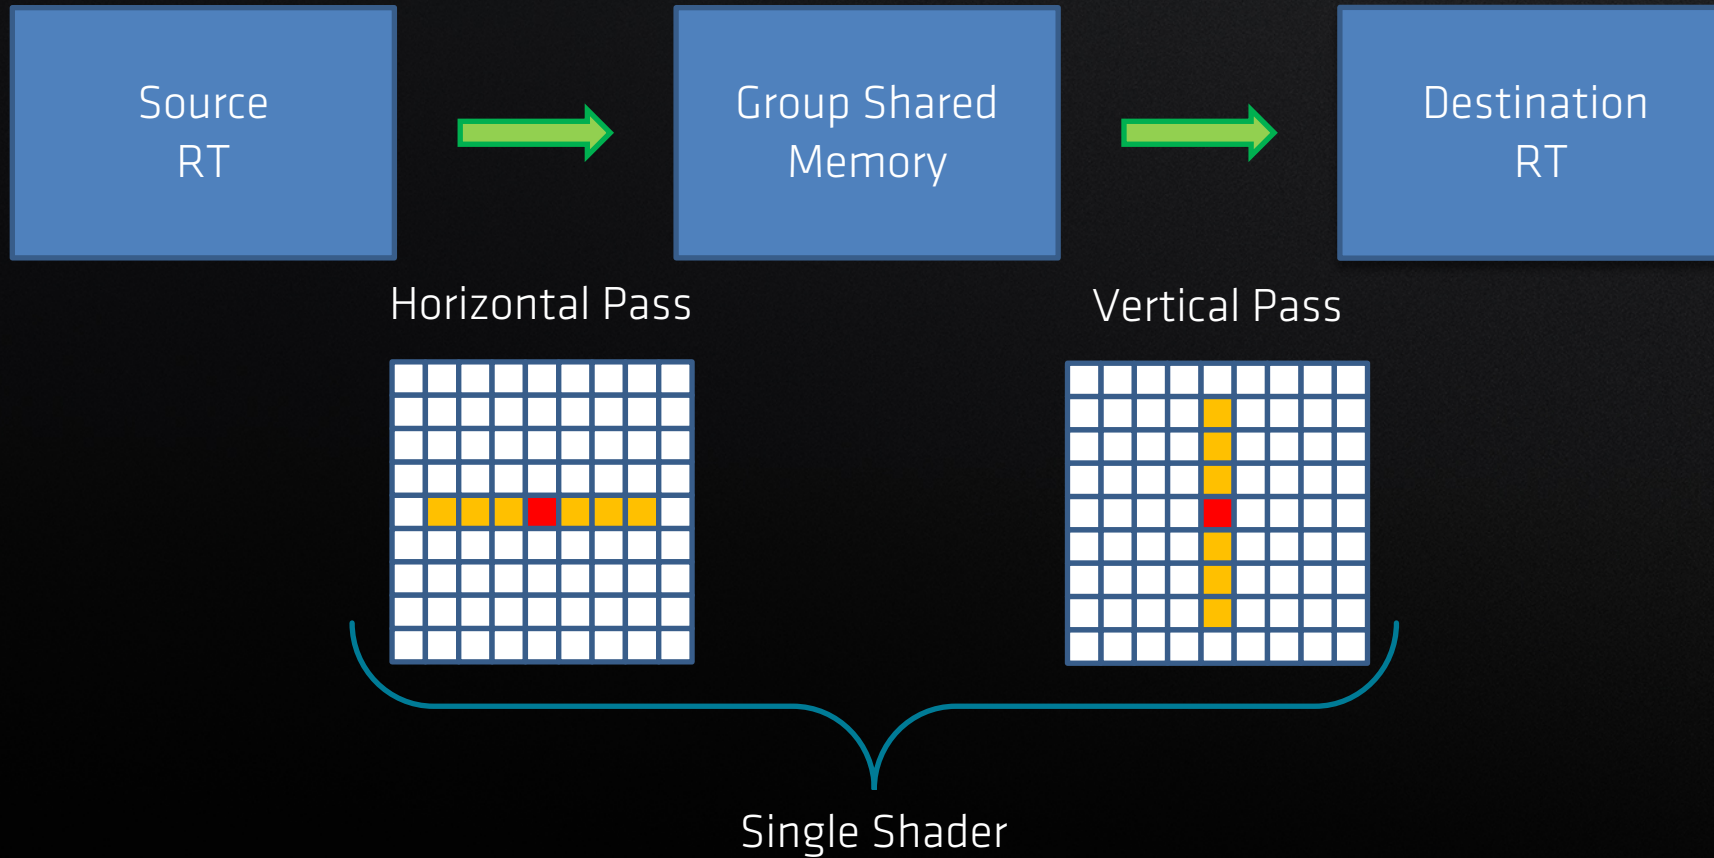 Source
RT
Group Shared
Memory
Destination
RT
Horizontal Pass
Vertical Pass
Single Shader